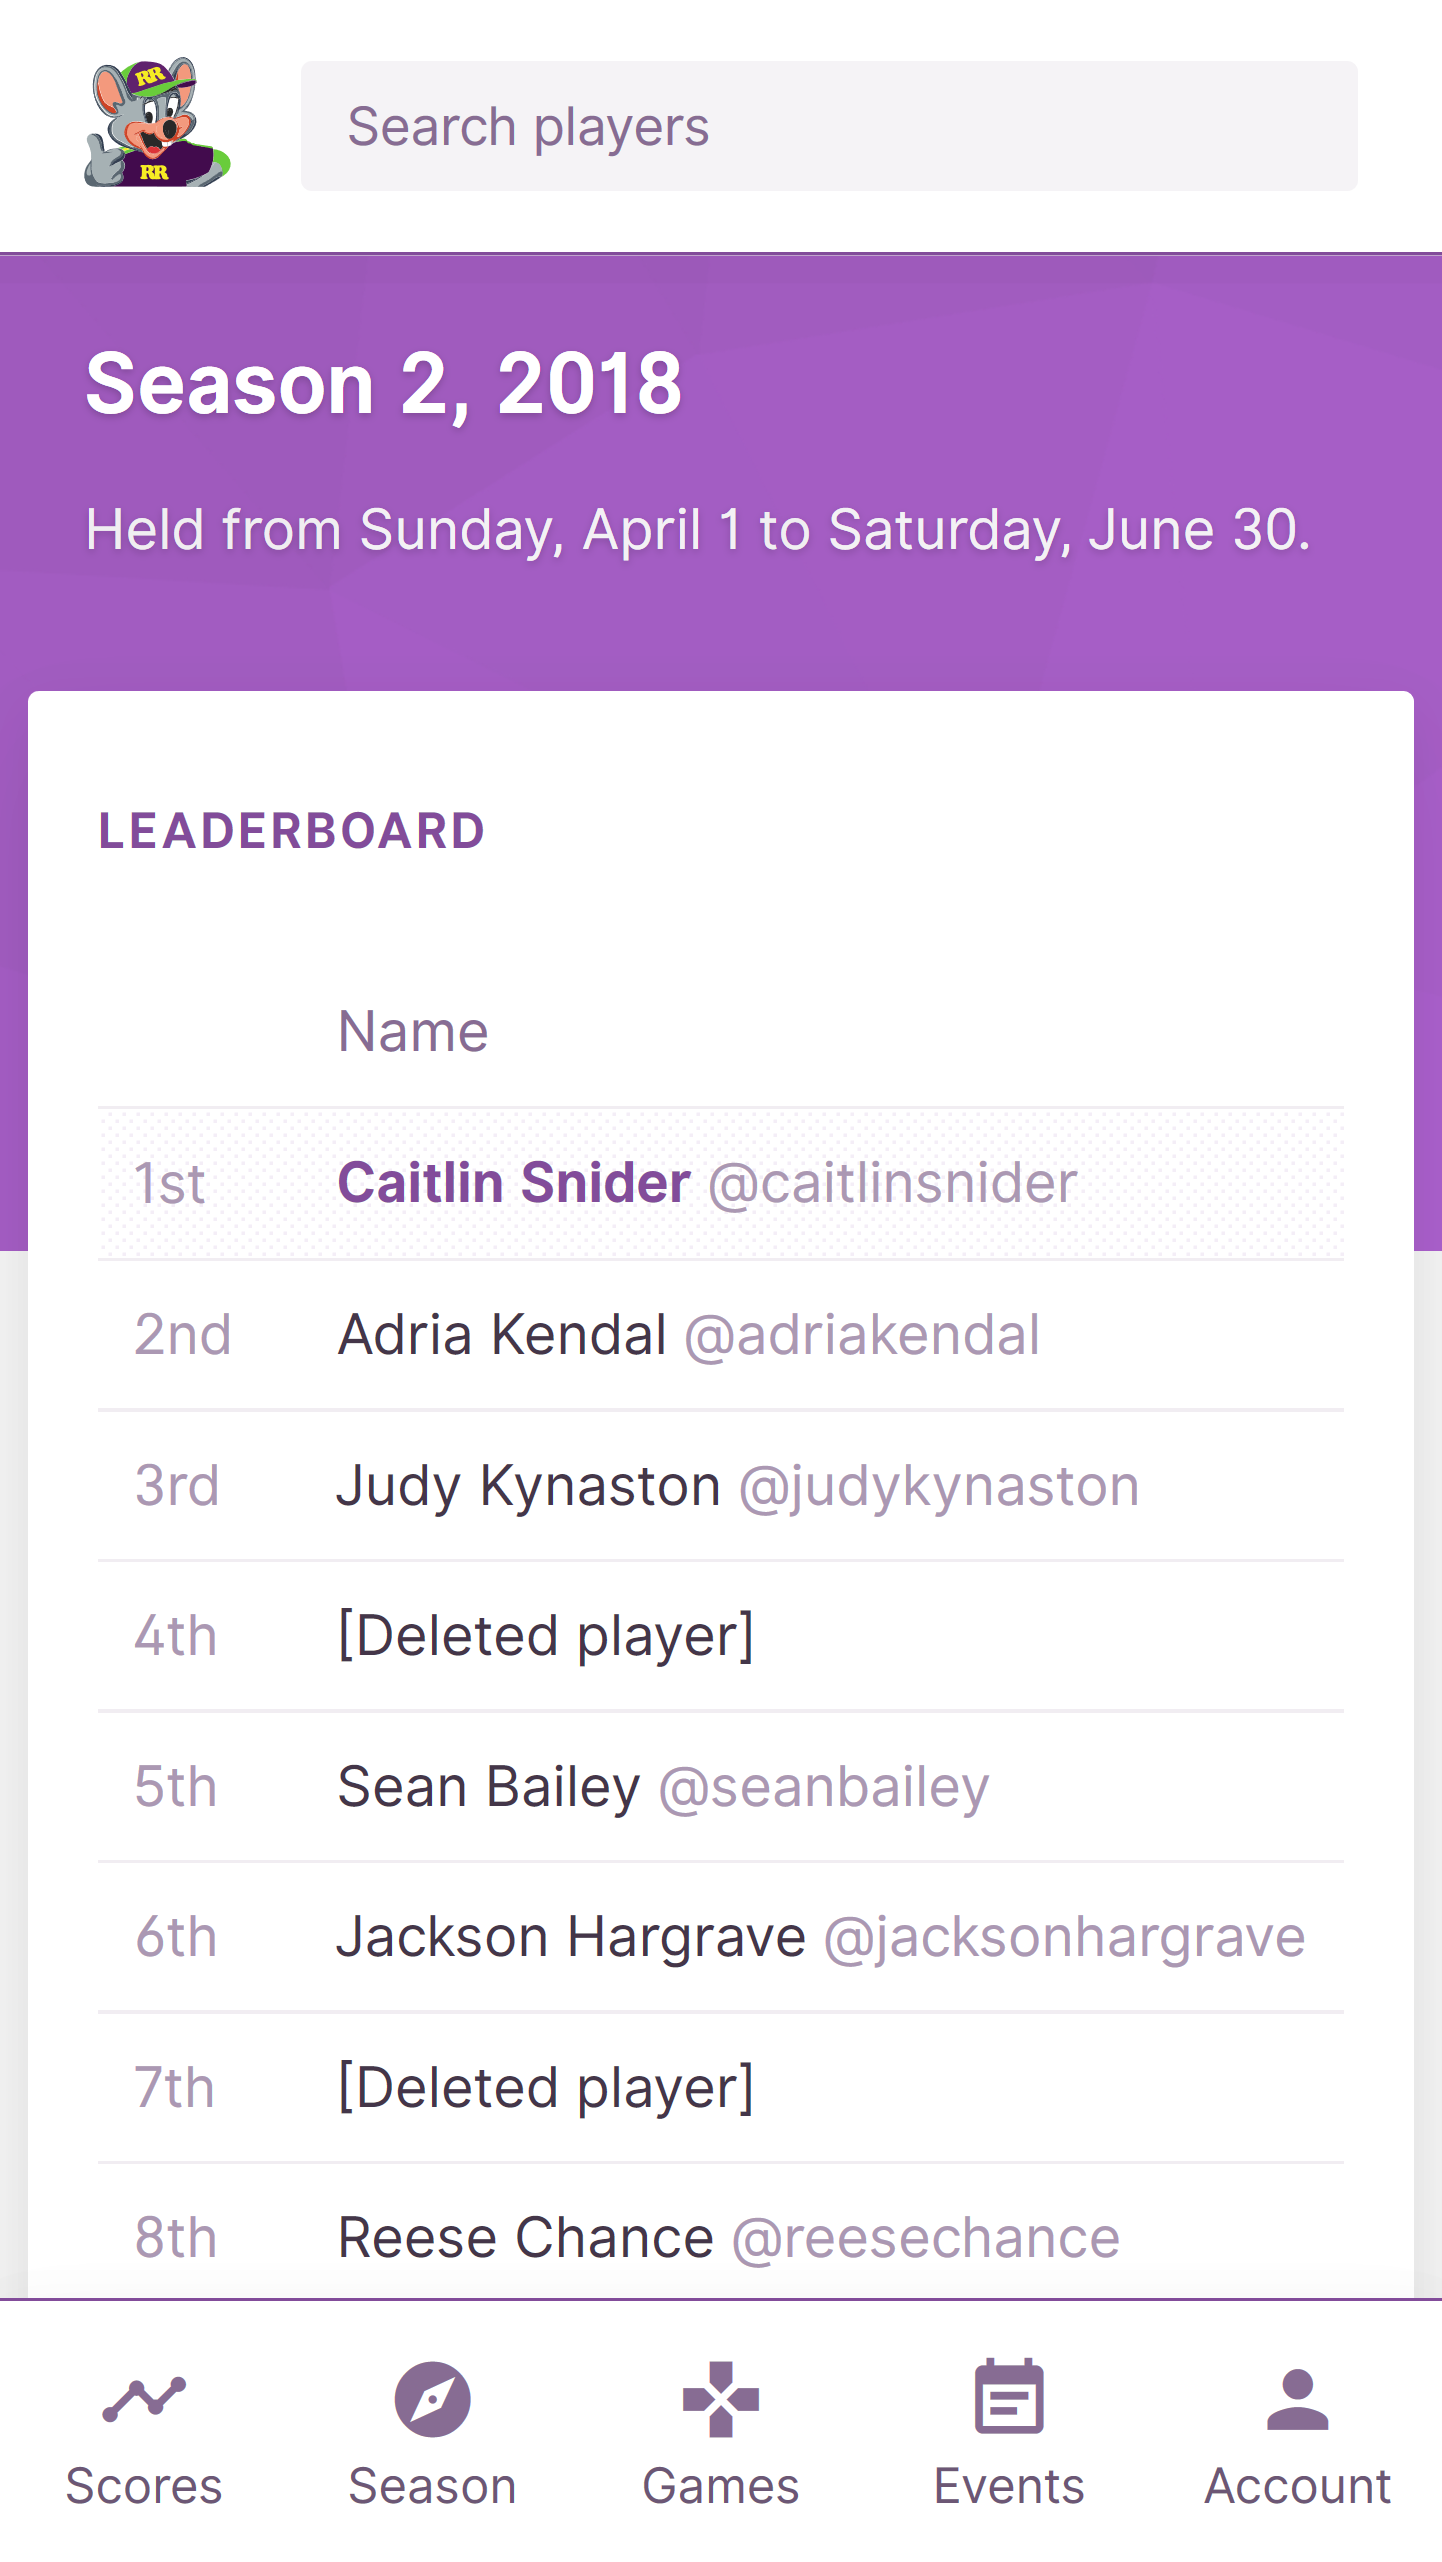 RR
RR
Search players
Season 2, 2018
Held from Sunday, April 1 to Saturday, June 30.
LEADERBOARD
Name
1st Caitlin Snider @caitlinsnider
2nd Adria Kendal @adriakendal
3rd Judy Kynaston @judykynaston
4th [Deleted player]
5th Sean Bailey @seanbailey
6th Jackson Hargrave @jacksonhargrave
7th [Deleted player]
8th Reese Chance @reesechance
Scores Season Games Events Account